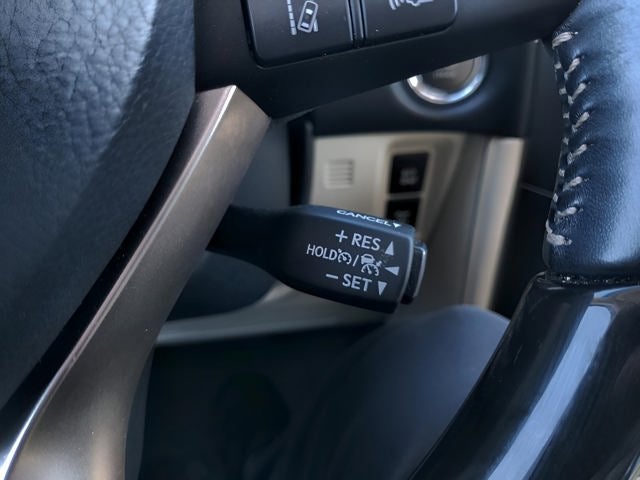 CANCEL
+ RES
HOLD /
− SET